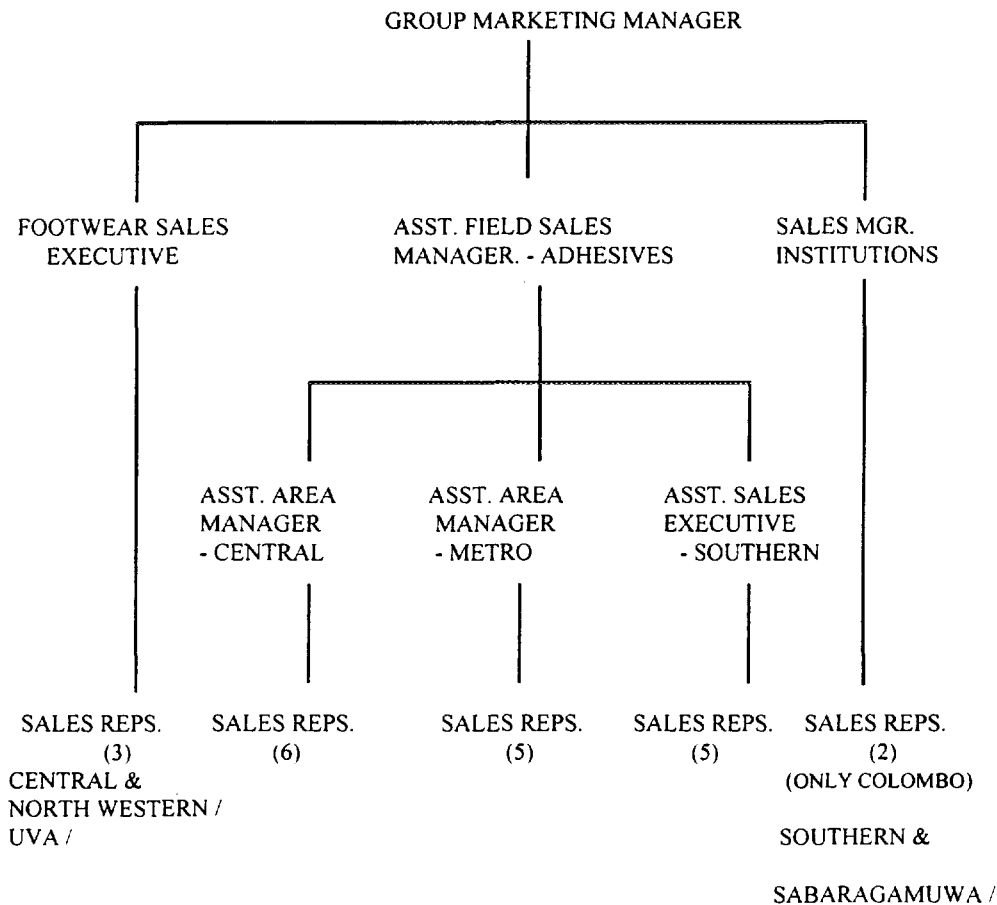 GROUP MARKETING MANAGER
FOOTWEAR SALES
EXECUTIVE
ASST. FIELD SALES
MANAGER. - ADHESIVES
SALES MGR.
INSTITUTIONS
ASST. AREA
MANAGER
- CENTRAL
ASST. AREA
MANAGER
- METRO
ASST. SALES
EXECUTIVE
- SOUTHERN
SALES REPS.
(3)
CENTRAL &
NORTH WESTERN /
UVA /
SALES REPS.
(6)
SALES REPS.
(5)
SALES REPS.
(5)
SALES REPS.
(2)
(ONLY COLOMBO)
SOUTHERN &
SABARAGAMUWA /